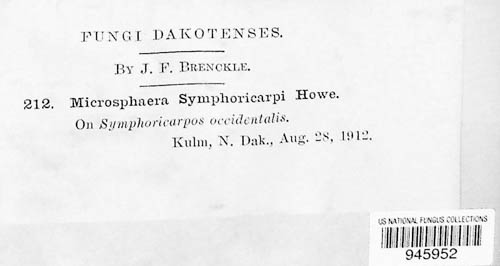 FUNGI DAKOTENSES.
BY J. F. BRENCKLE.
212. Microsphaera Symphoricarpi Howe.
On Symphoricarpos occidentalis.
Kulm, N. Dak., Aug. 28, 1912.
US NATIONAL FUNGUS COLLECTIONS
945952